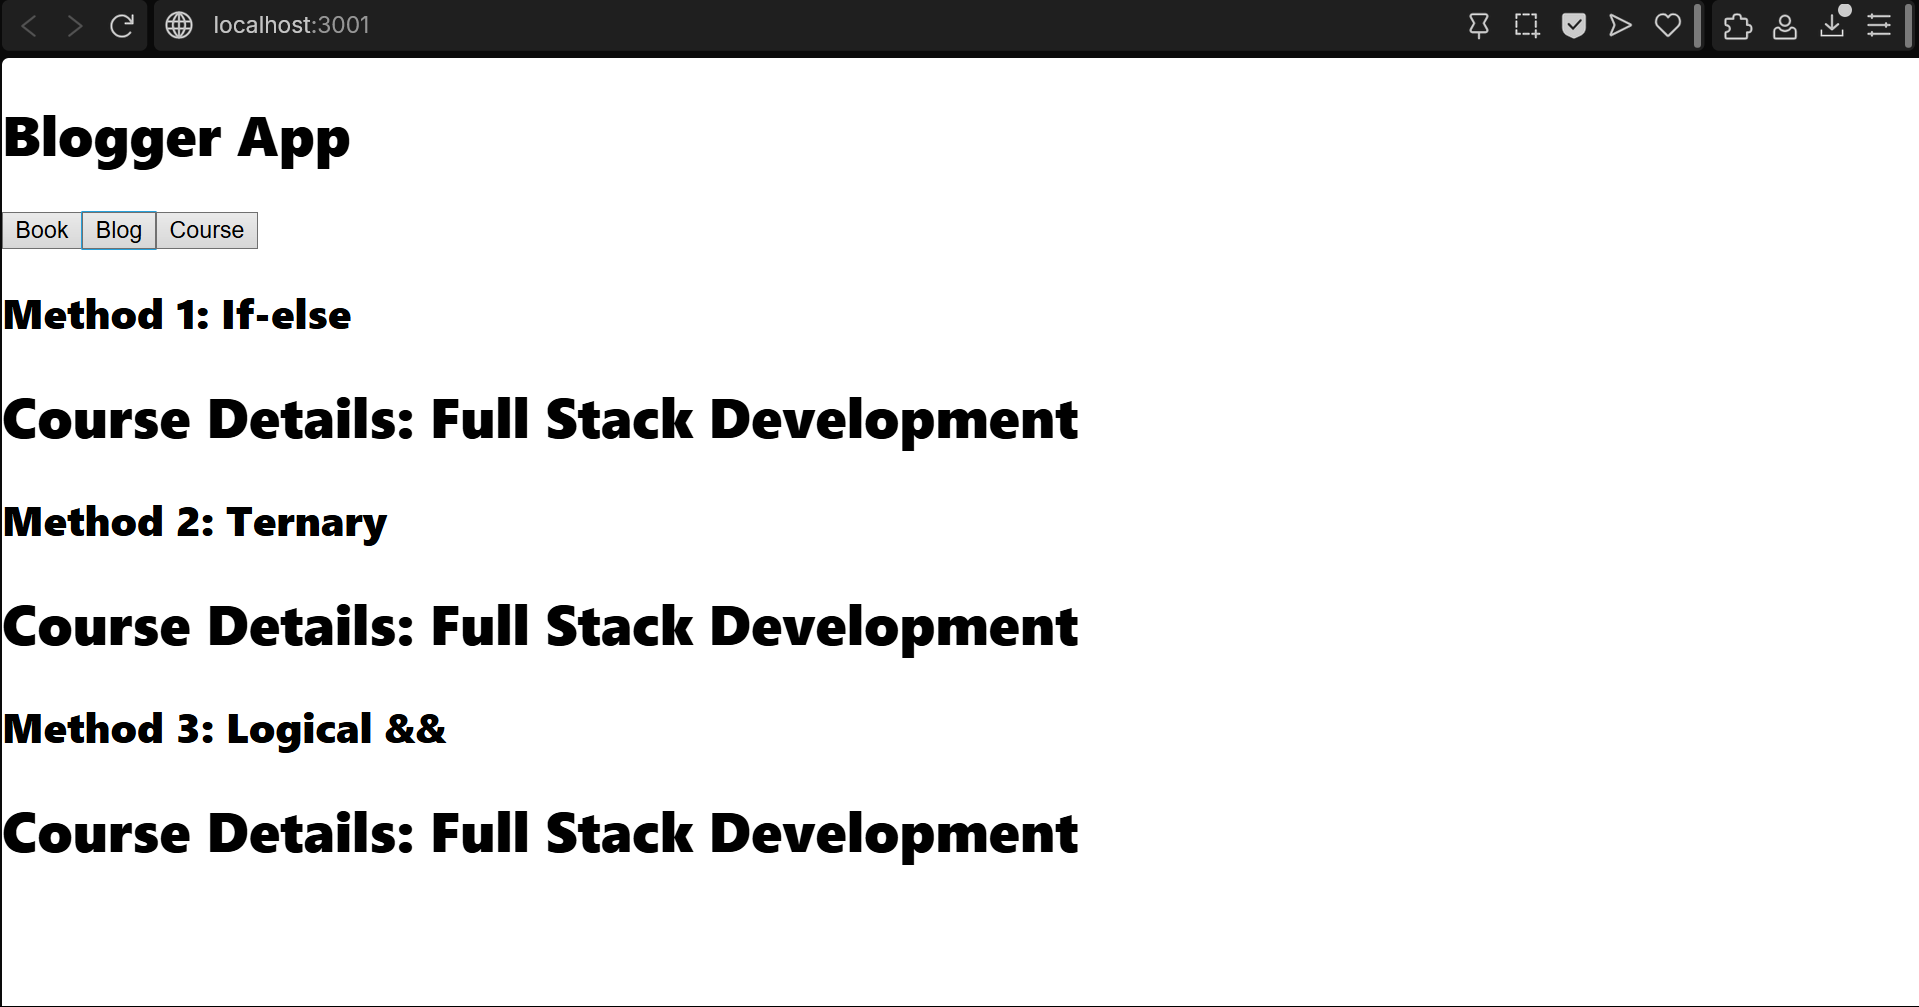 localhost:3001
Blogger App
Book Blog Course
Method 1: If-else
Course Details: Full Stack Development
Method 2: Ternary
Course Details: Full Stack Development
Method 3: Logical &&
Course Details: Full Stack Development